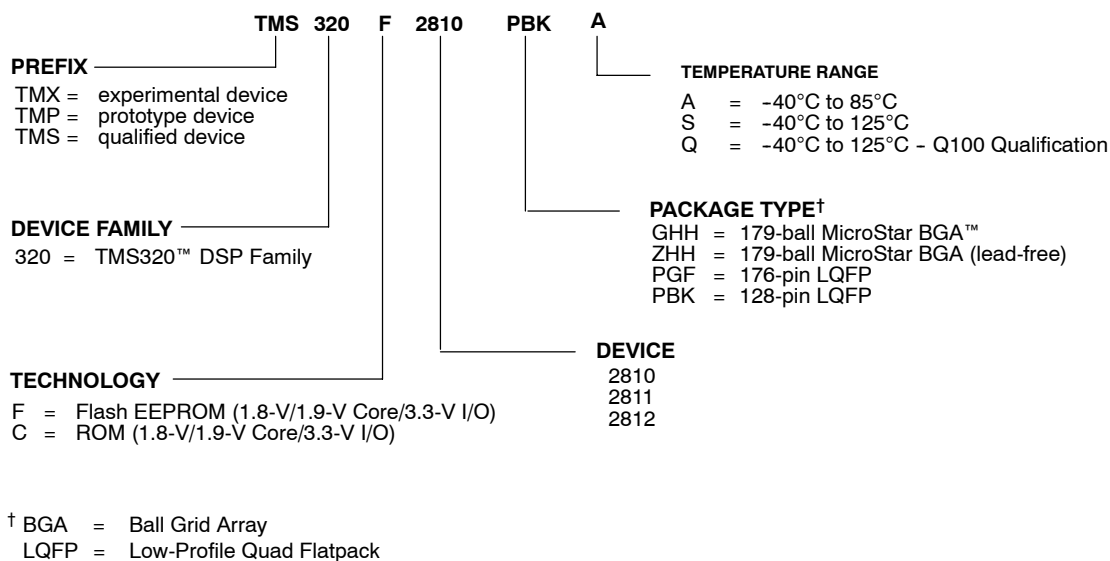 TMS 320 F 2810 PBK A
PREFIX
TMX = experimental device
TMP = prototype device
TMS = qualified device
TEMPERATURE RANGE
A = -40°C to 85°C
S = -40°C to 125°C
Q = -40°C to 125°C - Q100 Qualification
DEVICE FAMILY
320 = TMS320™ DSP Family
PACKAGE TYPE†
GHH = 179-ball MicroStar BGA™
ZHH = 179-ball MicroStar BGA (lead-free)
PGF = 176-pin LQFP
PBK = 128-pin LQFP
DEVICE
2810
2811
2812
TECHNOLOGY
F = Flash EEPROM (1.8-V/1.9-V Core/3.3-V I/O)
C = ROM (1.8-V/1.9-V Core/3.3-V I/O)
† BGA = Ball Grid Array
LQFP = Low-Profile Quad Flatpack